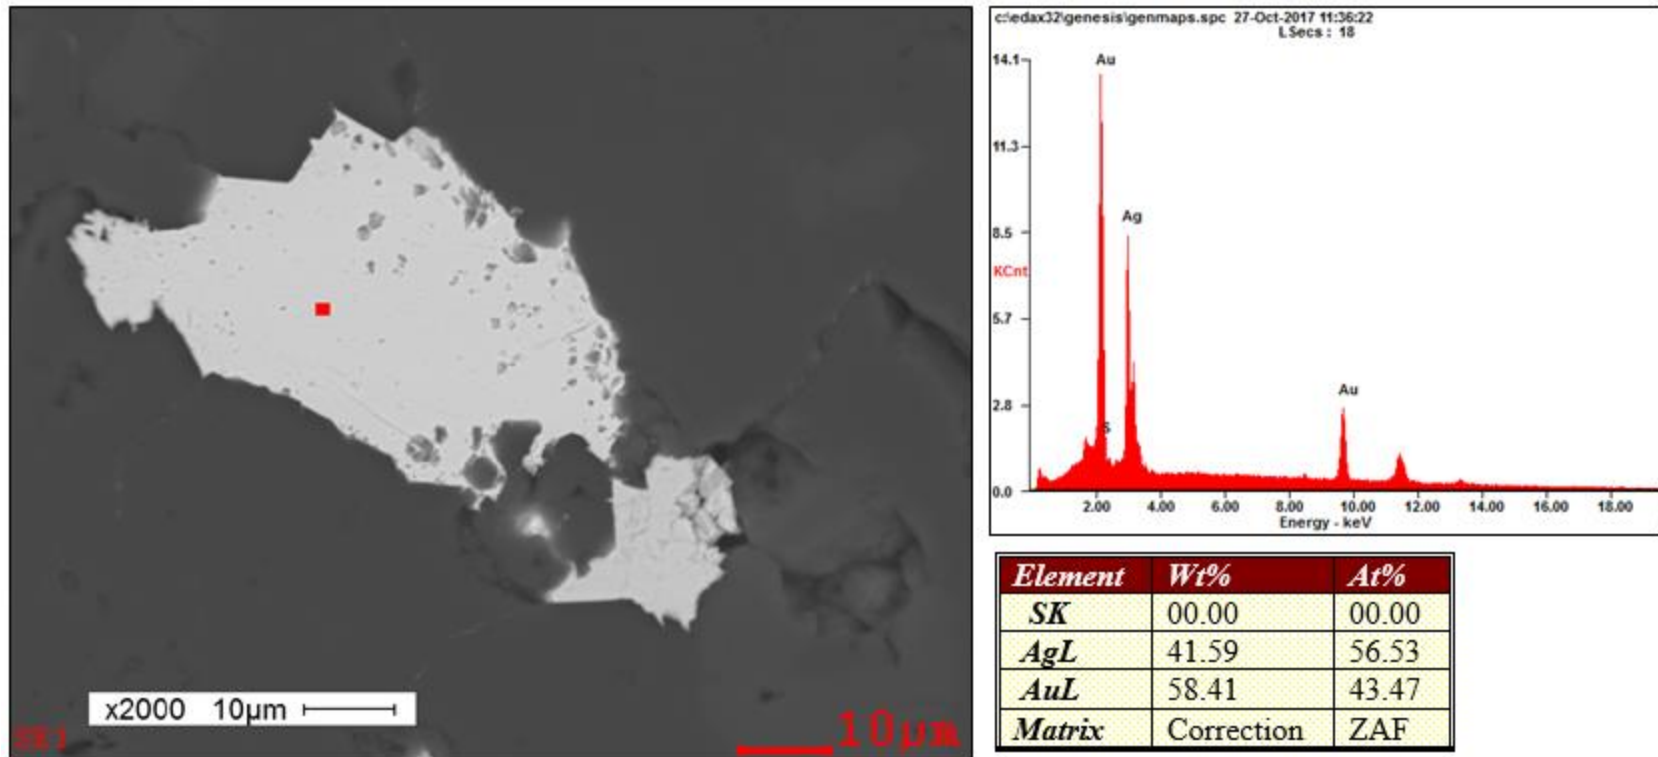 c:\edax32\genesis\genmaps.spc 27-Oct-2017 11:36:22
LSecs : 18
14.1
11.3
8.5
KCnt
5.7
2.8
0.0
Au
Ag
S
Au
2.00 4.00 6.00 8.00 10.00 12.00 14.00 16.00 18.00
Energy - keV
x2000 10µm
SE1
10µm
Element Wt% At%
SK 00.00 00.00
AgL 41.59 56.53
AuL 58.41 43.47
Matrix Correction ZAF